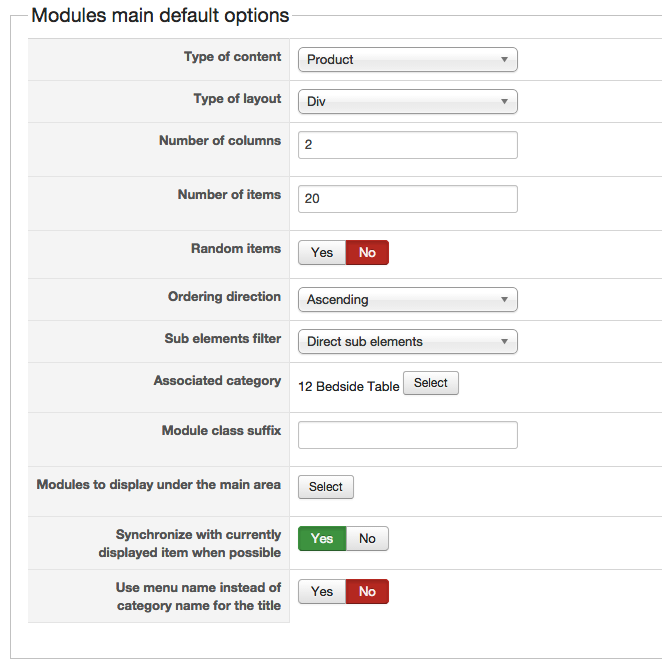 Modules main default options
Type of content Product
Type of layout Div
Number of columns 2
Number of items 20
Random items Yes No
Ordering direction Ascending
Sub elements filter Direct sub elements
Associated category 12 Bedside Table Select
Module class suffix
Modules to display under the main area Select
Synchronize with currently
displayed item when possible Yes No
Use menu name instead of
category name for the title Yes No